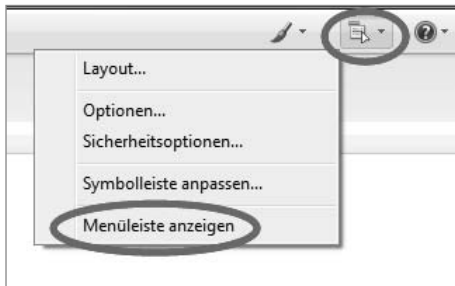 Layout...
Optionen...
Sicherheitsoptionen...
Symbolleiste anpassen...
Menüleiste anzeigen